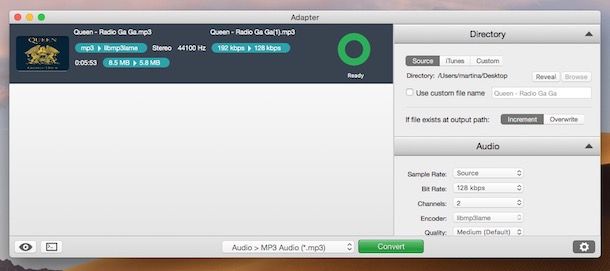 Adapter
Queen - Radio Ga Ga.mp3
Queen - Radio Ga Ga(1).mp3
mp3 libmp3lame Stereo 44100 Hz 192 kbps 128 kbps
0:05:53 8.5 MB 5.8 MB
Ready
QUEEN
Directory
Source iTunes Custom
Directory: /Users/martina/Desktop Reveal Browse
Use custom file name Queen - Radio Ga Ga
If file exists at output path: Increment Overwrite
Audio
Sample Rate: Source
Bit Rate: 128 kbps
Channels: 2
Encoder: libmp3lame
Quality: Medium (Default)
Audio > MP3 Audio (*.mp3) Convert